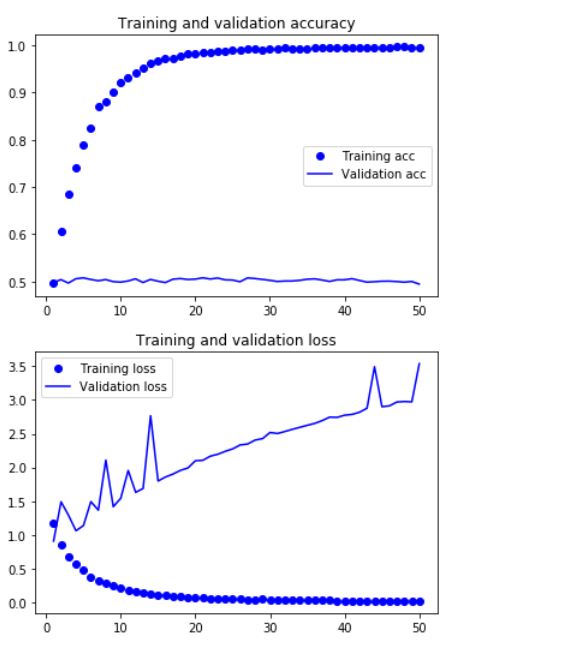 Training and validation accuracy
1.0
0.9
0.8
0.7
0.6
0.5
Training acc
Validation acc
0 10 20 30 40 50
Training and validation loss
3.5
3.0
2.5
2.0
1.5
1.0
0.5
0.0
Training loss
Validation loss
0 10 20 30 40 50